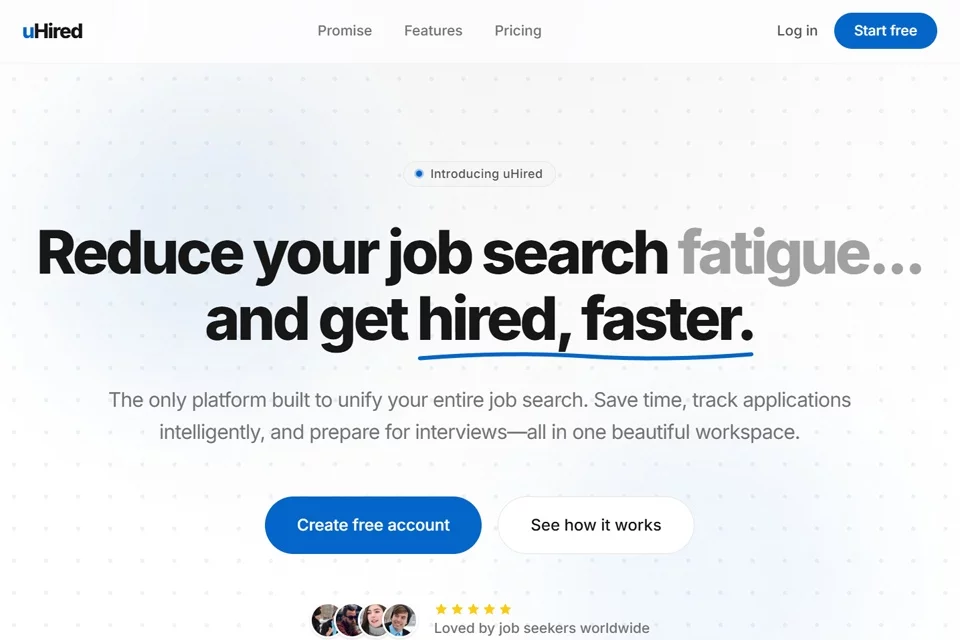 uHired
Promise
Features
Pricing
Log in
Start free
Introducing uHired
Reduce your job search fatigue...
and get hired, faster.
The only platform built to unify your entire job search. Save time, track applications
intelligently, and prepare for interviews—all in one beautiful workspace.
Create free account
See how it works
Loved by job seekers worldwide